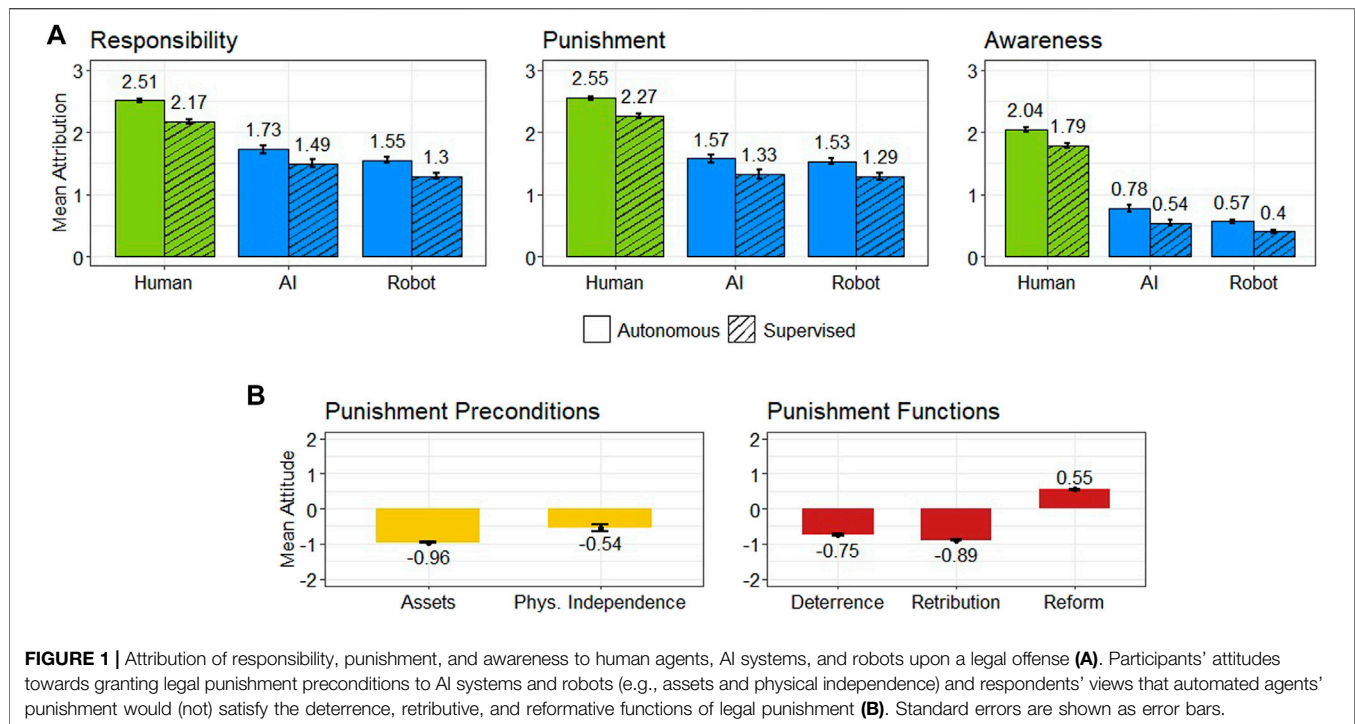 A
Responsibility
Punishment
Awareness
Mean Attribution
3
2
1
0
2.51
2.17
1.73
1.49
1.55
1.3
Human
AI
Robot
3
2
1
0
2.55
2.27
1.57
1.33
1.53
1.29
Human
AI
Robot
3
2
1
0
2.04
1.79
0.78
0.54
0.57
0.4
Human
AI
Robot
Autonomous
Supervised
B
Punishment Preconditions
Punishment Functions
Mean Attitude
2
1
0
-1
-2
-0.96
-0.54
Assets
Phys. Independence
2
1
0
-1
-2
-0.75
-0.89
0.55
Deterrence
Retribution
Reform
FIGURE 1 | Attribution of responsibility, punishment, and awareness to human agents, AI systems, and robots upon a legal offense (A). Participants’ attitudes
towards granting legal punishment preconditions to AI systems and robots (e.g., assets and physical independence) and respondents’ views that automated agents’
punishment would (not) satisfy the deterrence, retributive, and reformative functions of legal punishment (B). Standard errors are shown as error bars.